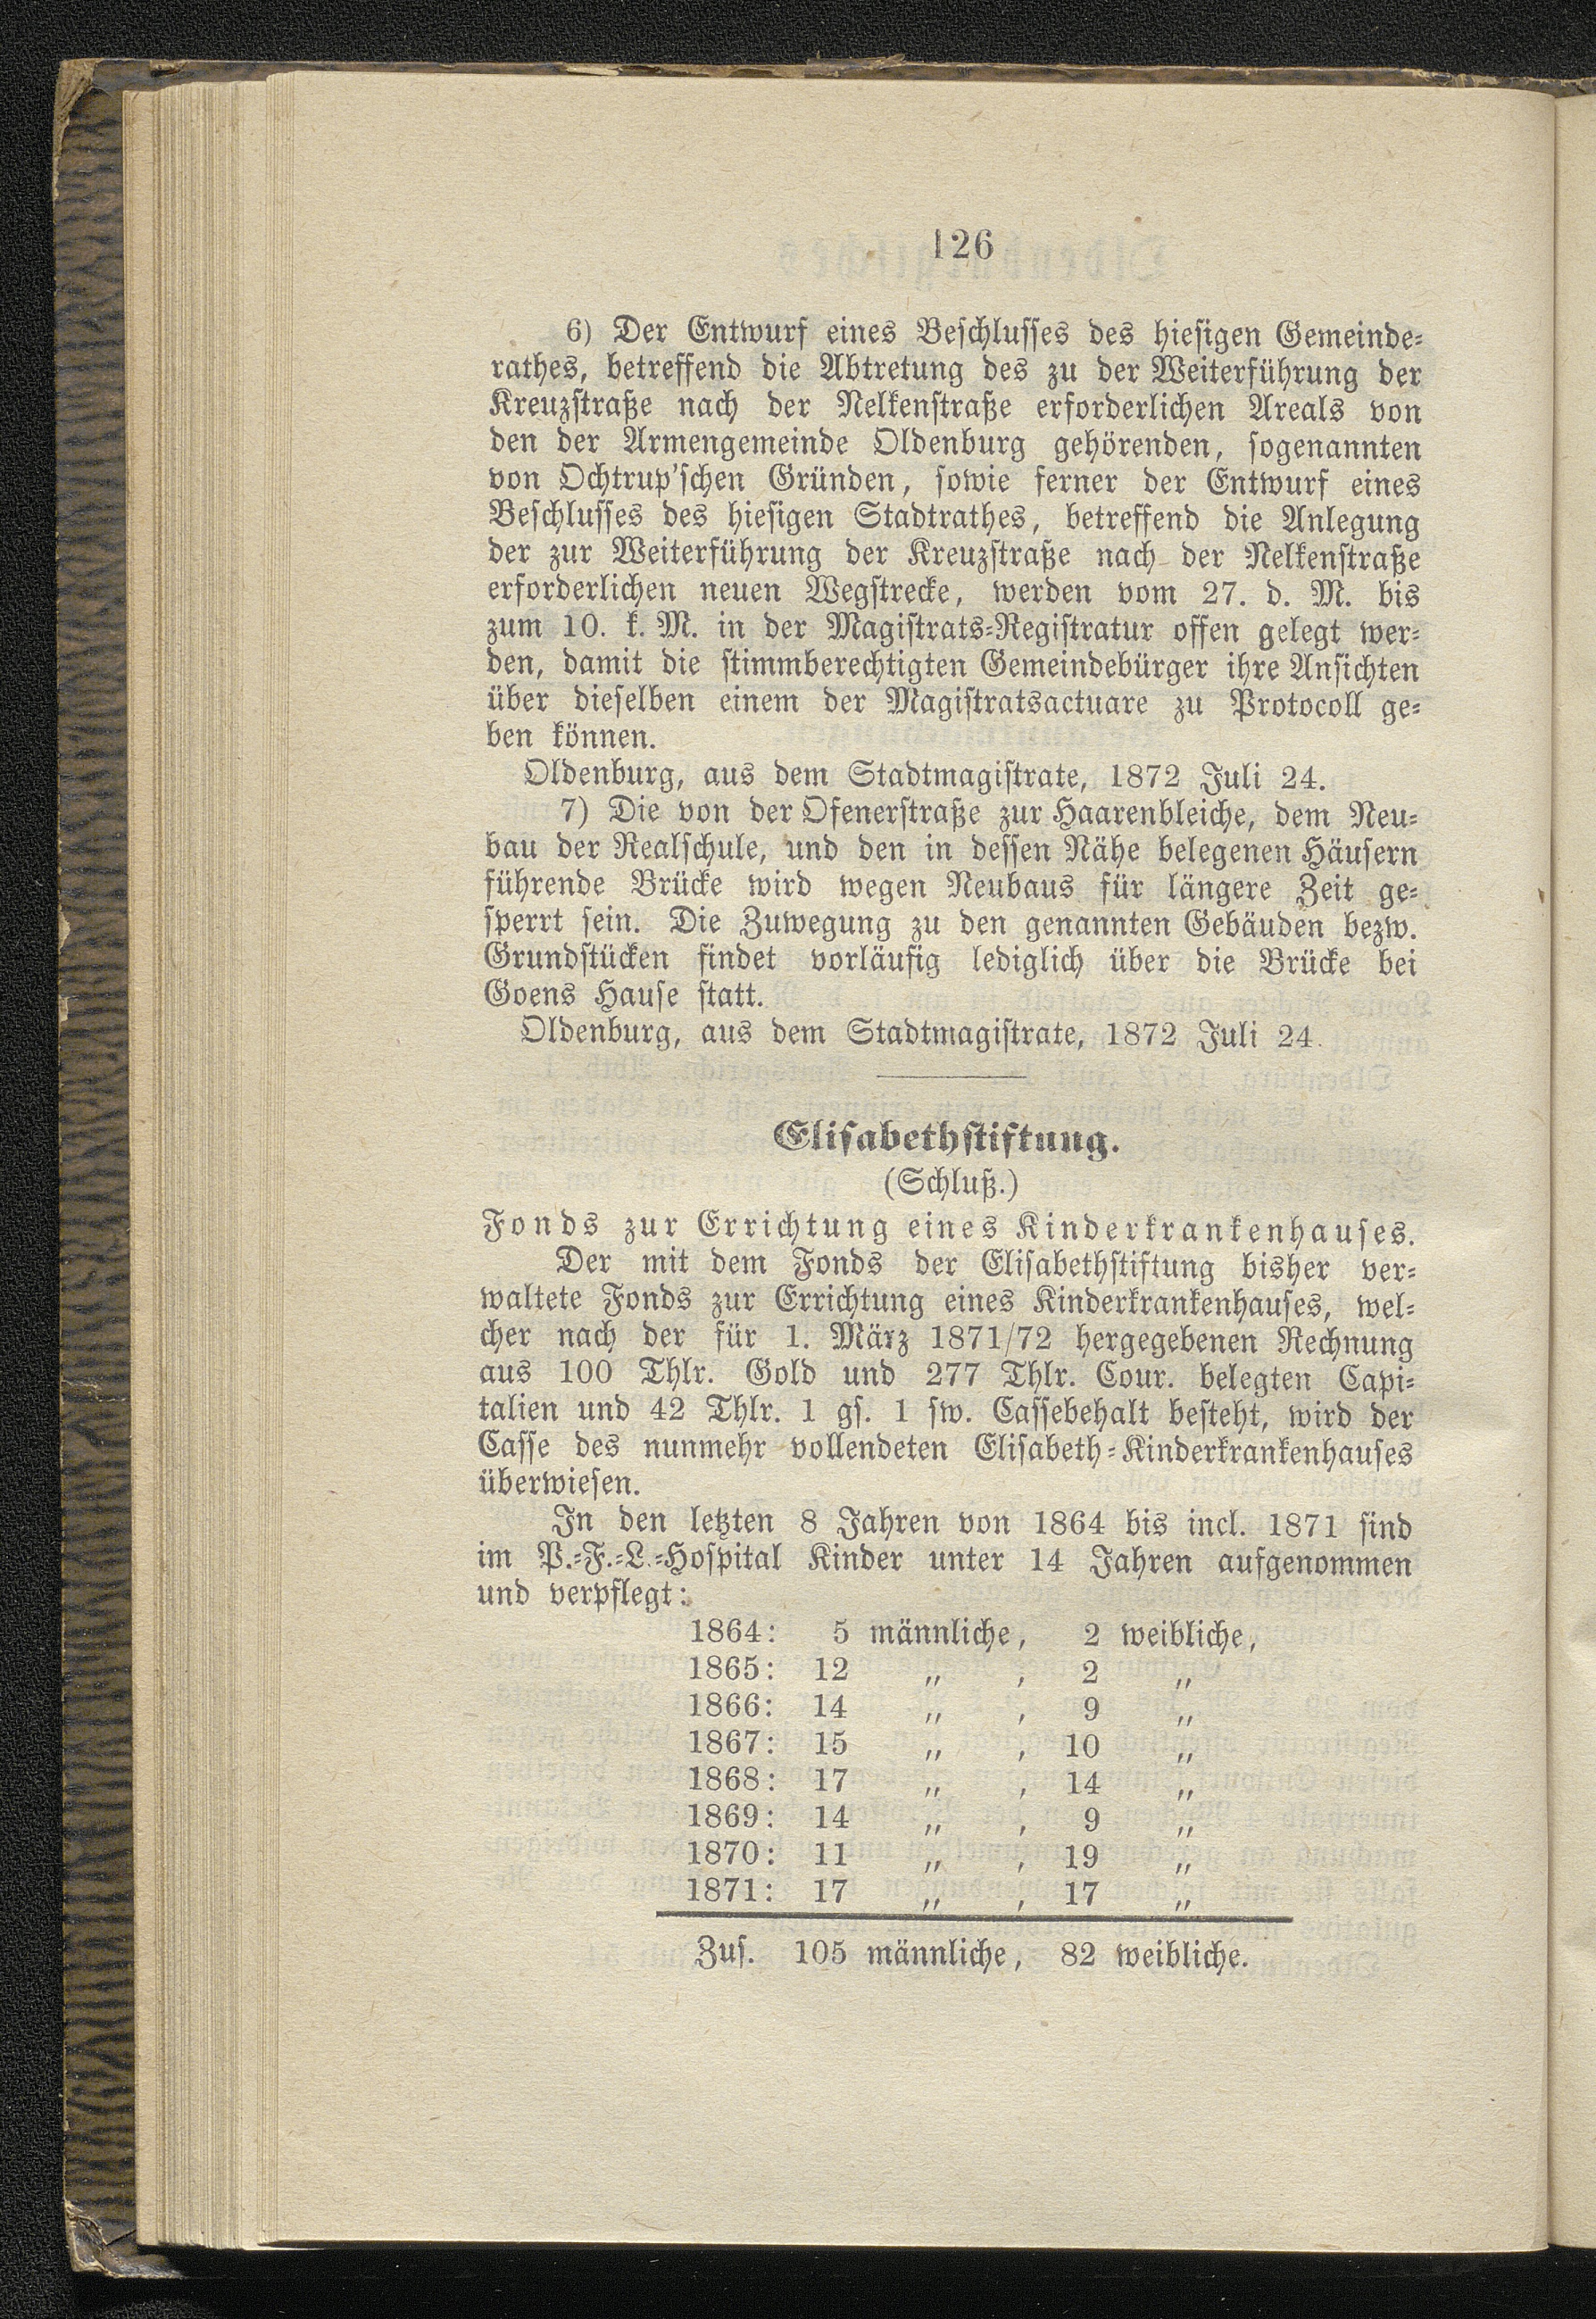 126
6) Der Entwurf eines Beschlusses des hiesigen Gemeinde-
rathes, betreffend die Abtretung des zu der Weiterführung der
Kreuzstraße nach der Nelkenstraße erforderlichen Areals von
den der Armengemeinde Oldenburg gehörenden, sogenannten
von Ochtrup'schen Gründen, sowie ferner der Entwurf eines
Beschlusses des hiesigen Stadtrathes, betreffend die Anlegung
der zur Weiterführung der Kreuzstraße nach der Nelkenstraße
erforderlichen neuen Wegstrecke, werden vom 27. d. M. bis
zum 10. k. M. in der Magistrats-Registratur offen gelegt wer-
den, damit die stimmberechtigten Gemeindebürger ihre Ansichten
über dieselben einem der Magistratsactuare zu Protocoll ge-
ben können.
Oldenburg, aus dem Stadtmagistrate, 1872 Juli 24.
7) Die von der Ofenerstraße zur Haarenbleiche, dem Neu-
bau der Realschule, und den in dessen Nähe belegenen Häusern
führende Brücke wird wegen Neubaus für längere Zeit ge-
sperrt sein. Die Zuwegung zu den genannten Gebäuden bezw.
Grundstücken findet vorläufig lediglich über die Brücke bei
Goens Hause statt.
Oldenburg, aus dem Stadtmagistrate, 1872 Juli 24.
Elisabethstiftung.
(Schluß.)
Fonds zur Errichtung eines Kinderkrankenhauses.
Der mit dem Fonds der Elisabethstiftung bisher ver-
waltete Fonds zur Errichtung eines Kinderkrankenhauses, wel-
cher nach der für 1. März 1871/72 hergegebenen Rechnung
aus 100 Thlr. Gold und 277 Thlr. Cour. belegten Capi-
talien und 42 Thlr. 1 gs. 1 sw. Cassebehalt besteht, wird der
Casse des nunmehr vollendeten Elisabeth-Kinderkrankenhauses
überwiesen.
In den letzten 8 Jahren von 1864 bis incl. 1871 sind
im P.-F.-L.-Hospital Kinder unter 14 Jahren aufgenommen
und verpflegt:
1864: 5 männliche, 2 weibliche,
1865: 12 „ , 2 „
1866: 14 „ , 9 „
1867: 15 „ , 10 „
1868: 17 „ , 14 „
1869: 14 „ , 9 „
1870: 11 „ , 19 „
1871: 17 „ , 17 „
Zus. 105 männliche, 82 weibliche.